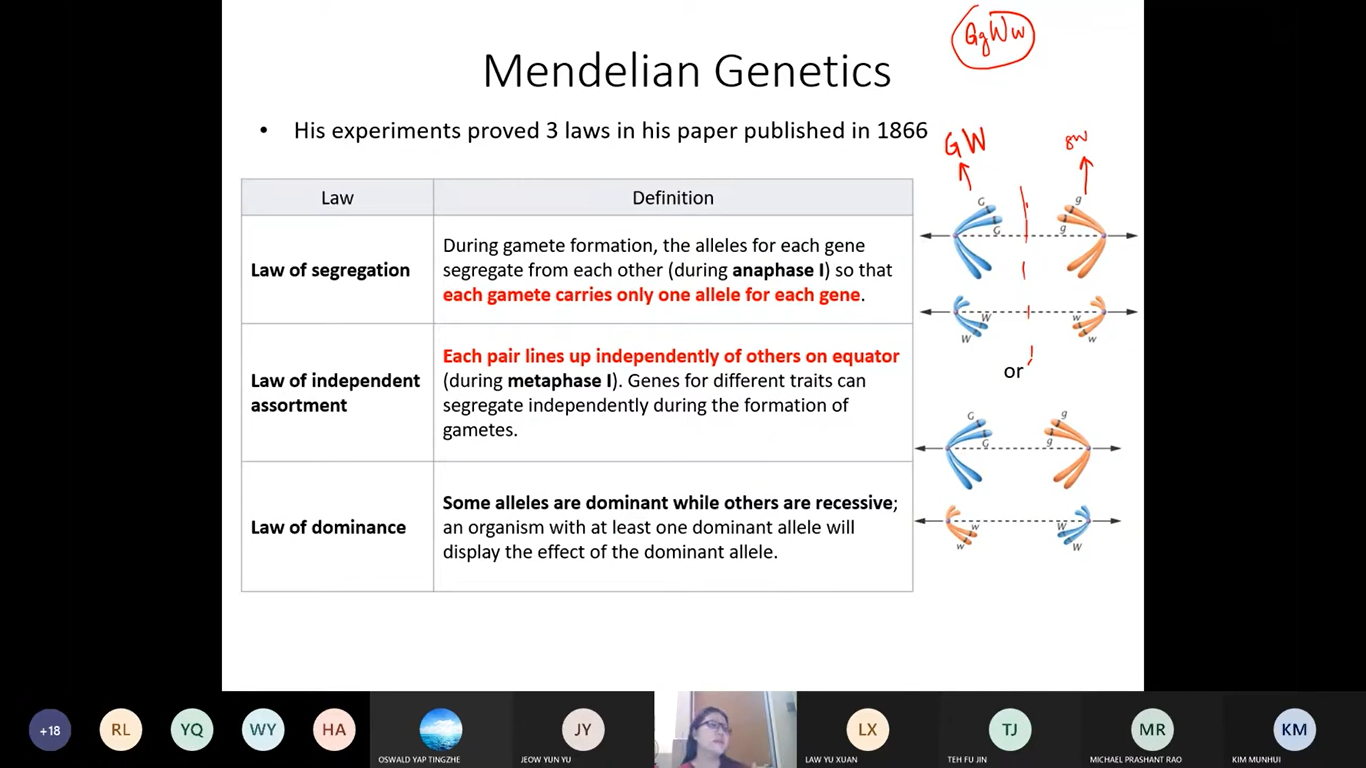 GgWw
Mendelian Genetics
• His experiments proved 3 laws in his paper published in 1866
GW
gw
Law
Definition
Law of segregation
During gamete formation, the alleles for each gene
segregate from each other (during anaphase I) so that
each gamete carries only one allele for each gene.
Law of independent
assortment
Each pair lines up independently of others on equator
(during metaphase I). Genes for different traits can
segregate independently during the formation of
gametes.
Law of dominance
Some alleles are dominant while others are recessive;
an organism with at least one dominant allele will
display the effect of the dominant allele.
G
G
g
g
W
W
w
w
or
G
G
g
g
w
w
W
W
+18
RL
YQ
WY
HA
OSWALD YAP TINGZHE
JY
JEOW YUN YU
LX
LAW YU XUAN
TJ
TEH FU JIN
MR
MICHAEL PRASHANT RAO
KM
KIM MUNHUI